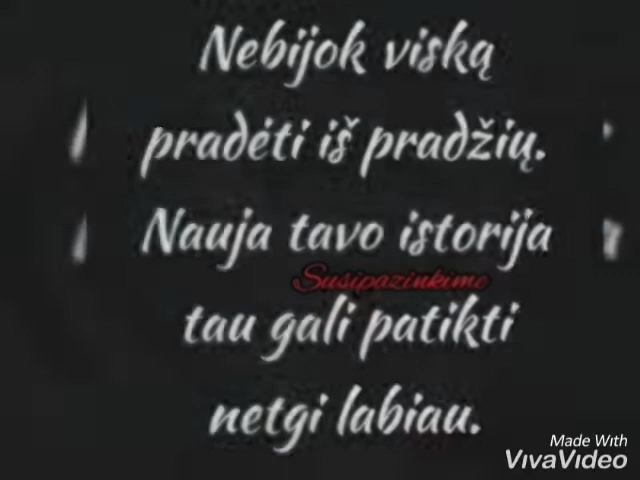 Nebijok viską
pradėti iš pradžių.
Nauja tavo istorija
Susipazinkime
tau gali patikti
netgi labiau.
Made With
VivaVideo